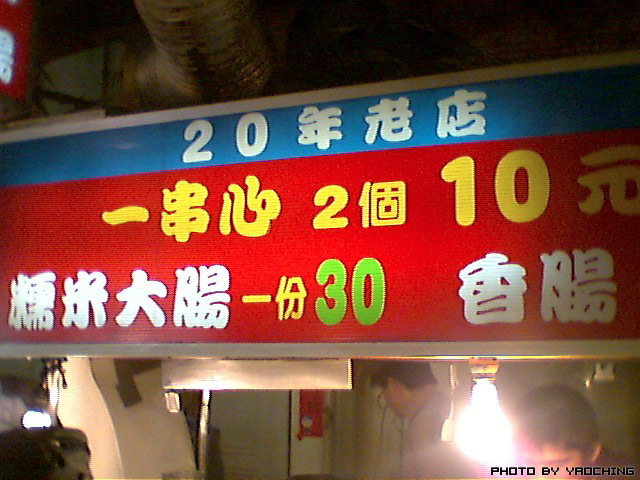 20年老店
一串心 2個 10元
糯米大腸 一份 30 香腸
PHOTO BY YAOCHING